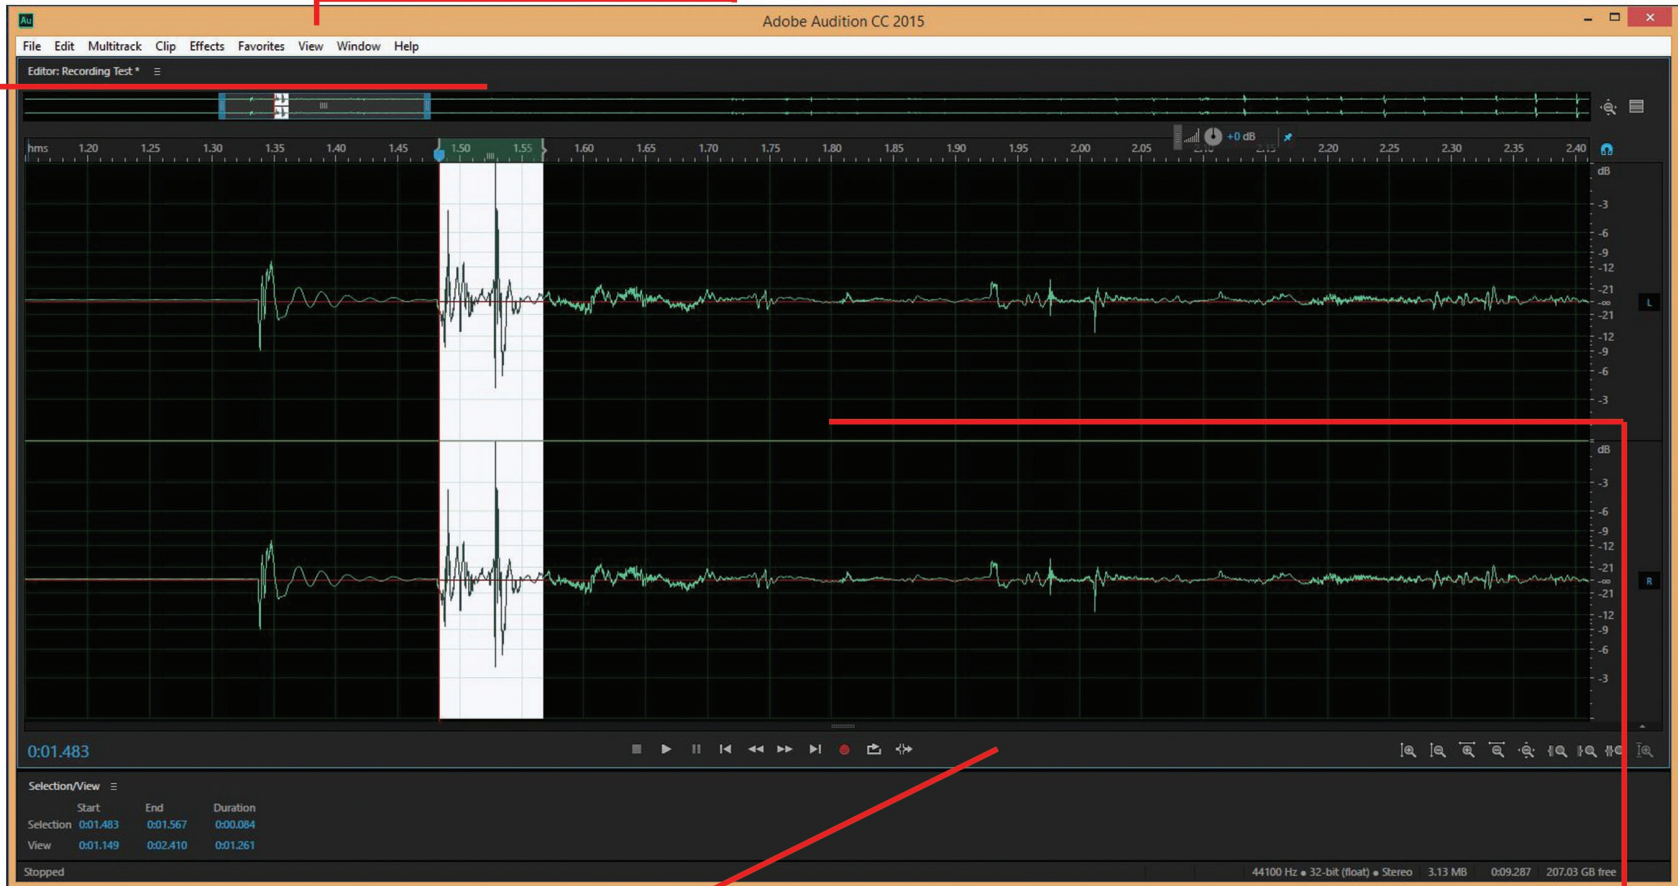 Au Adobe Audition CC 2015
File Edit Multitrack Clip Effects Favorites View Window Help
Editor: Recording Test *
+0 dB
hms 1.20 1.25 1.30 1.35 1.40 1.45 1.50 1.55 1.60 1.65 1.70 1.75 1.80 1.85 1.90 1.95 2.00 2.05 2.10 2.15 2.20 2.25 2.30 2.35 2.40
dB
-3
-6
-9
-12
-21
-∞
L
-21
-12
-9
-6
-3
dB
-3
-6
-9
-12
-21
-∞
R
-21
-12
-9
-6
-3
0:01.483
Selection/View
Start End Duration
Selection 0:01.483 0:01.567 0:00.084
View 0:01.149 0:02.410 0:01.261
Stopped 44100 Hz ● 32-bit (float) ● Stereo 3.13 MB 0:09.287 207.03 GB free